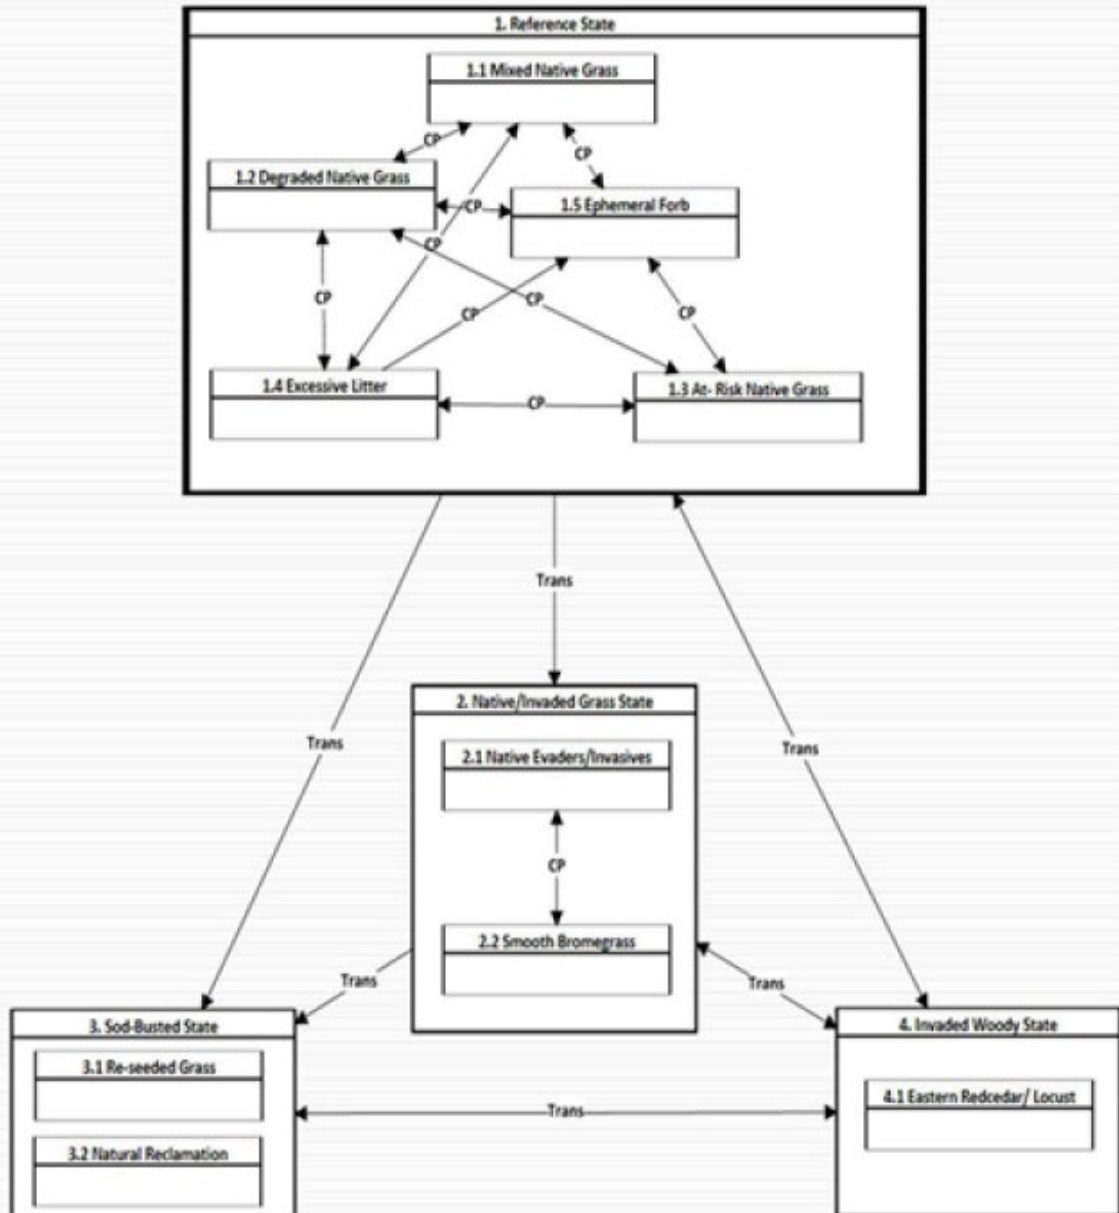 1. Reference State
1.1 Mixed Native Grass
CP
CP
1.2 Degraded Native Grass
CP
1.5 Ephemeral Forb
CP
CP
CP
CP
CP
1.4 Excessive Litter
CP
1.3 At- Risk Native Grass
Trans
Trans
Trans
2. Native/Invaded Grass State
2.1 Native Evaders/Invasives
CP
2.2 Smooth Bromegrass
Trans
Trans
3. Sod-Busted State
3.1 Re-seeded Grass
3.2 Natural Reclamation
Trans
4. Invaded Woody State
4.1 Eastern Redcedar/ Locust